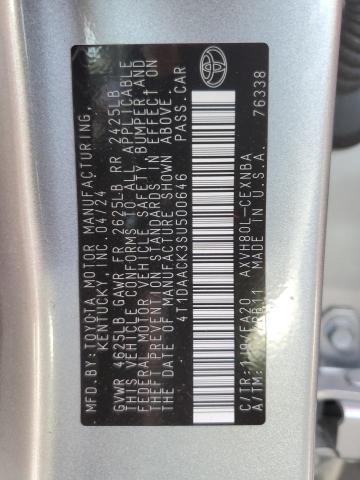 MFD.BY:TOYOTA MOTOR MANUFACTURING,
KENTUCKY, INC. 04/24
GVWR 4625LB GAWR FR 2625LB RR 2425LB
THIS VEHICLE CONFORMS TO ALL APPLICABLE
FEDERAL MOTOR VEHICLE SAFETY BUMPER,AND
THEFT PREVENTION STANDARDS IN EFFECT ON
THE DATE OF MANUFACTURE SHOWN ABOVE.
4T1DAACK3SU500646 PASS.CAR
C/TR: 1J9/EA20 AXVH80L-CEXNBA
A/TM: MADE IN U.S.A. 76338